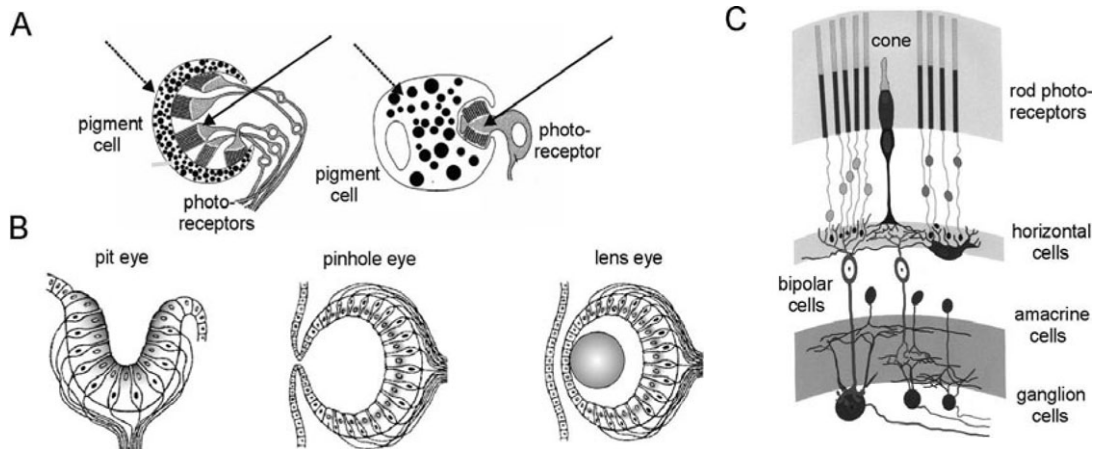 A
pigment
cell
photo-
receptors
pigment
cell
photo-
receptor
B
pit eye
pinhole eye
lens eye
C
cone
rod photo-
receptors
horizontal
cells
bipolar
cells
amacrine
cells
ganglion
cells